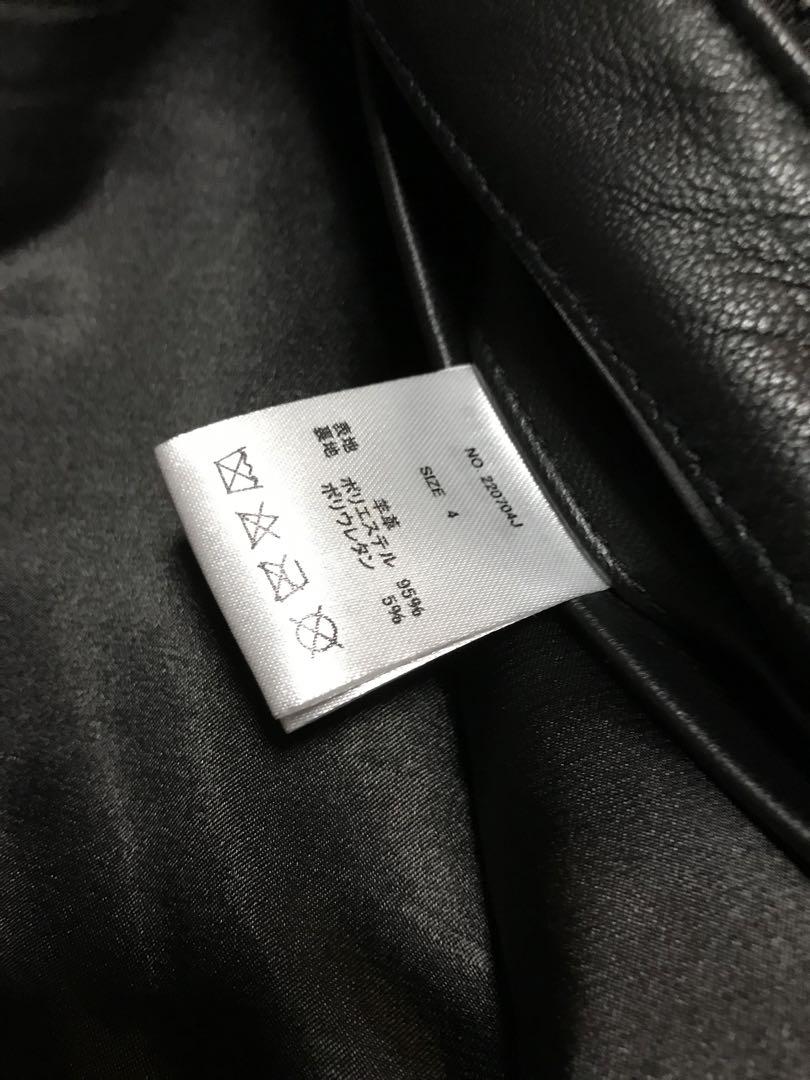 NO. 220704J
SIZE 4
表地 羊革
裏地 ポリエステル 95%
ポリウレタン 5%